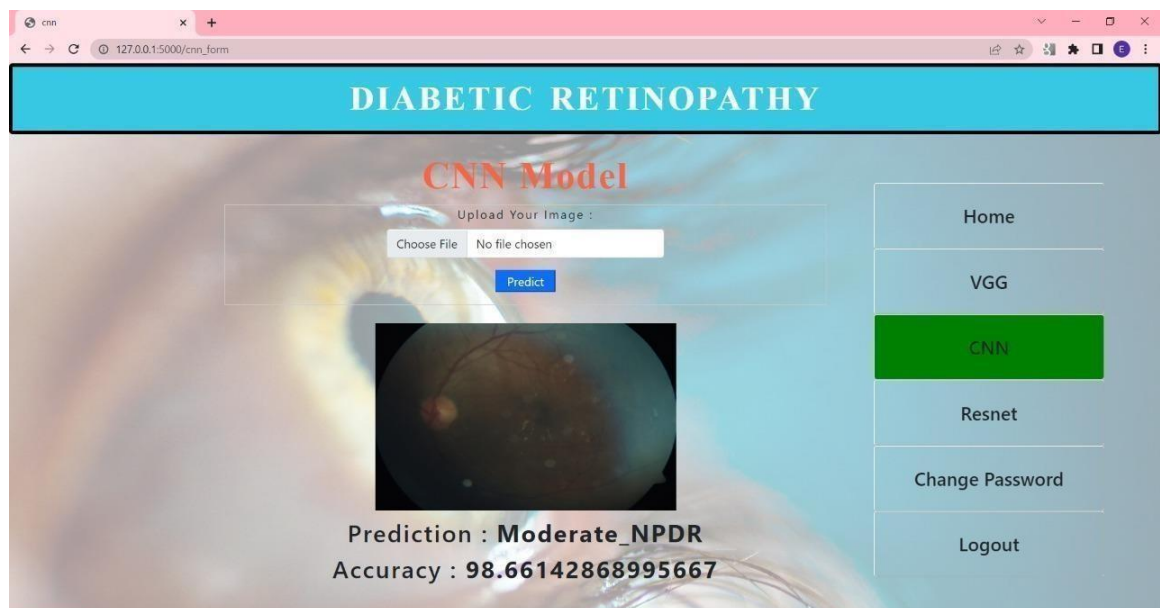 cnn
127.0.0.1:5000/cnn_form
E
DIABETIC RETINOPATHY
CNN Model
Upload Your Image :
Choose File No file chosen
Predict
Prediction : Moderate_NPDR
Accuracy : 98.66142868995667
Home
VGG
CNN
Resnet
Change Password
Logout